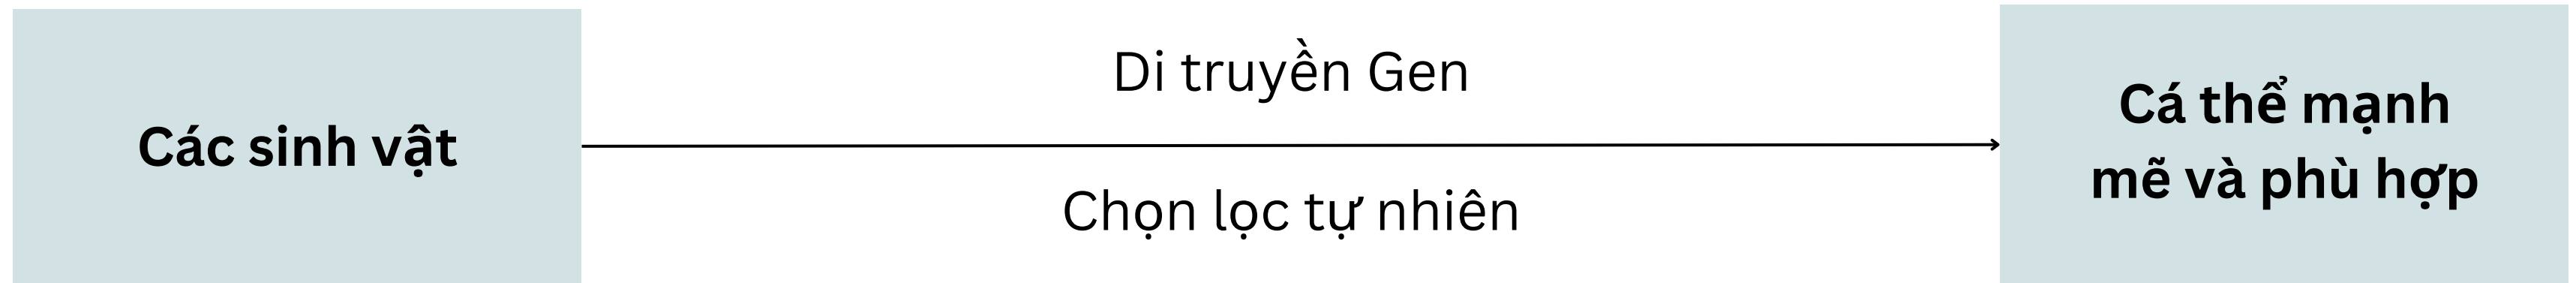 Các sinh vật
Di truyền Gen
Chọn lọc tự nhiên
Cá thể mạnh
mẽ và phù hợp